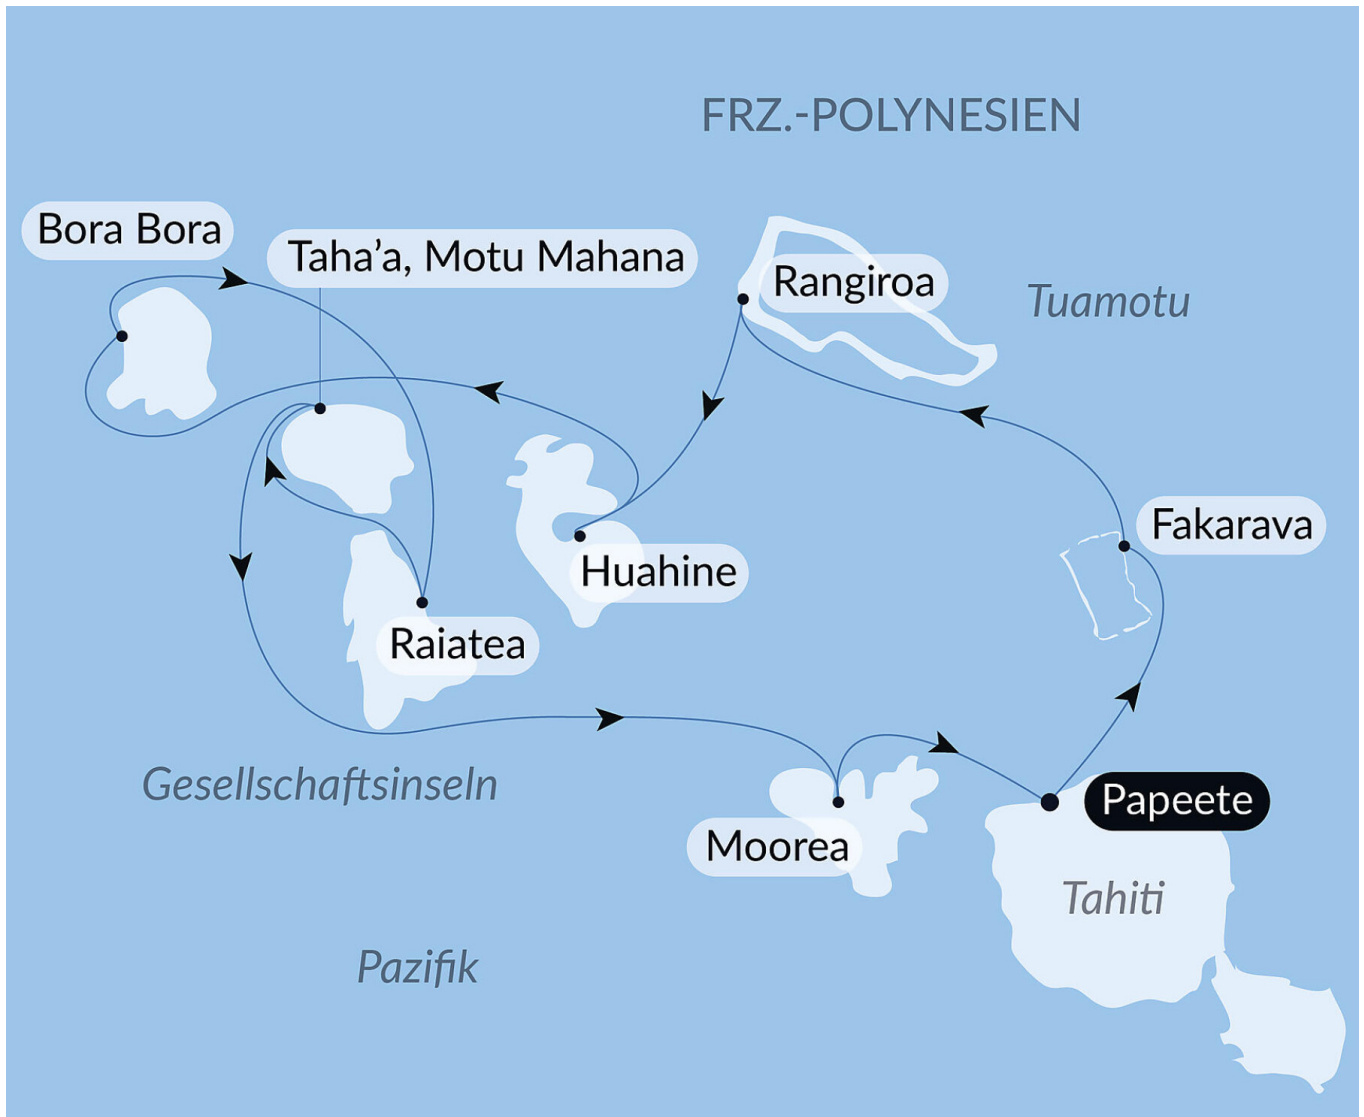 FRZ.-POLYNESIEN
Bora Bora
Taha’a, Motu Mahana
Rangiroa
Tuamotu
Fakarava
Huahine
Raiatea
Gesellschaftsinseln
Papeete
Moorea
Tahiti
Pazifik